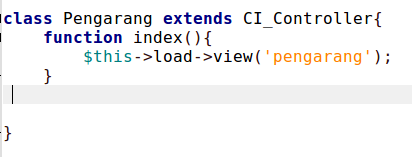 class Pengarang extends CI_Controller{
    function index(){
        $this->load->view('pengarang');
    }
}